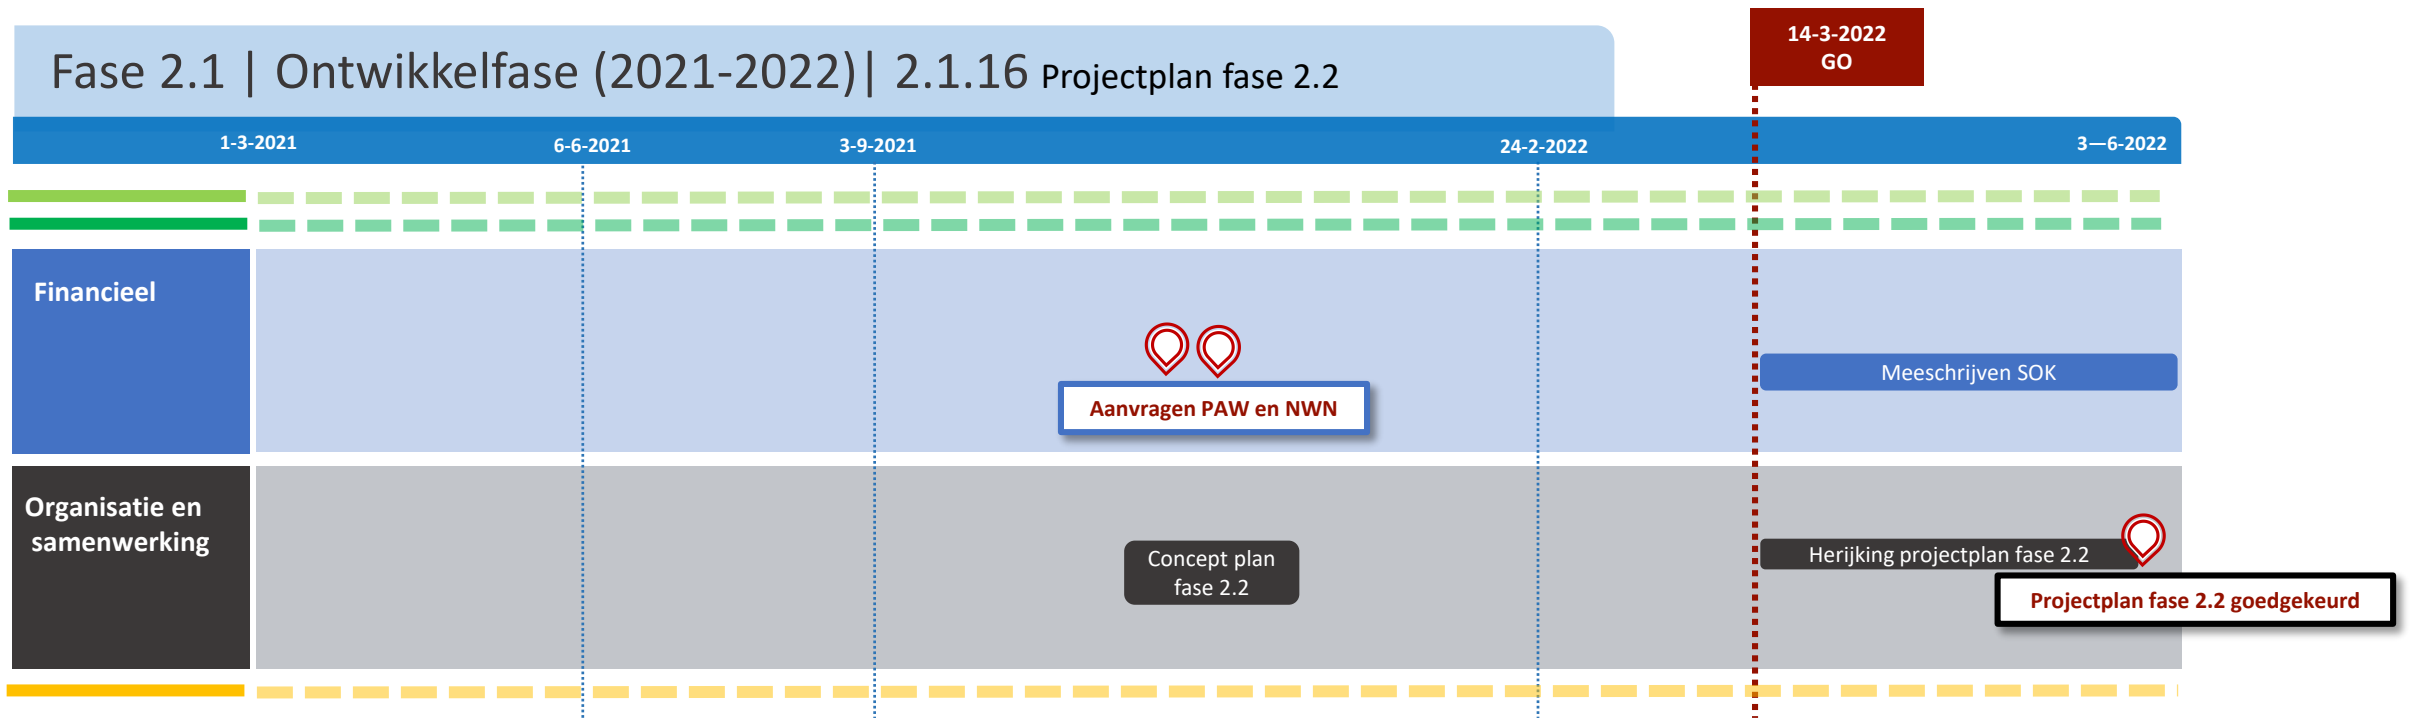 14-3-2022
GO
Fase 2.1 | Ontwikkelfase (2021-2022)| 2.1.16 Projectplan fase 2.2
1-3-2021
6-6-2021
3-9-2021
24-2-2022
3—6-2022
Financieel
Aanvragen PAW en NWN
Meeschrijven SOK
Organisatie en
samenwerking
Concept plan
fase 2.2
Herijking projectplan fase 2.2
Projectplan fase 2.2 goedgekeurd